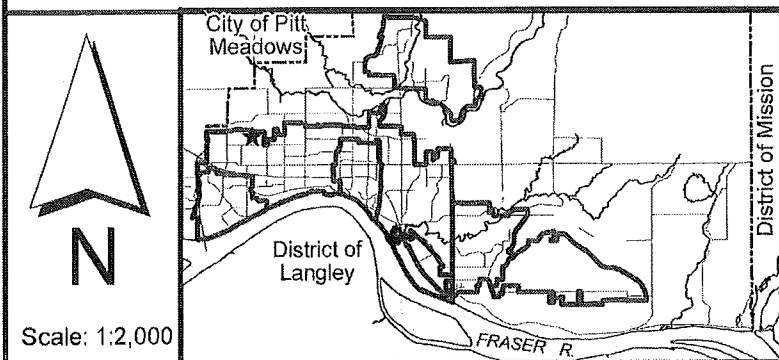 City of Pitt
Meadows
District of Mission
N
District of
Langley
Scale: 1:2,000
FRASER R.